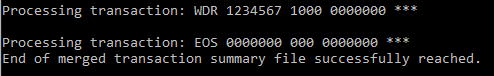 Processing transaction: WDR 1234567 1000 0000000 ***
Processing transaction: EOS 0000000 000 0000000 ***
End of merged transaction summary file successfully reached.